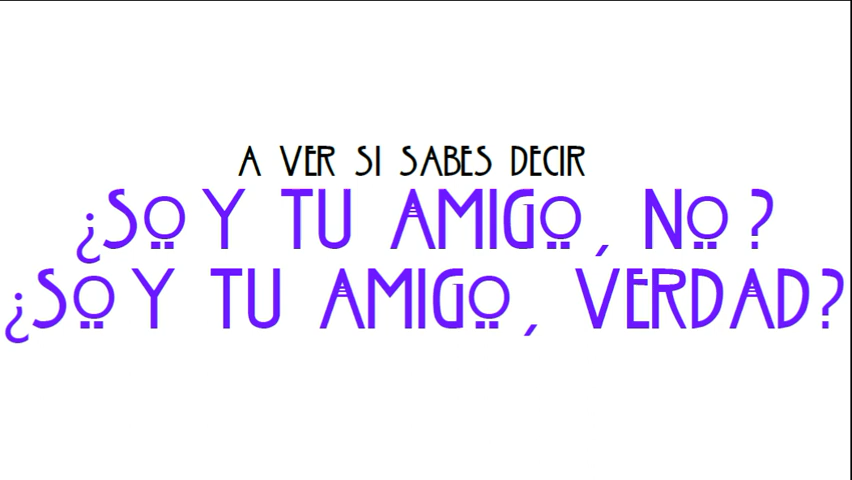 A VER SI SABES DECIR
¿SOY TU AMIGO, NO?
¿SOY TU AMIGO, VERDAD?